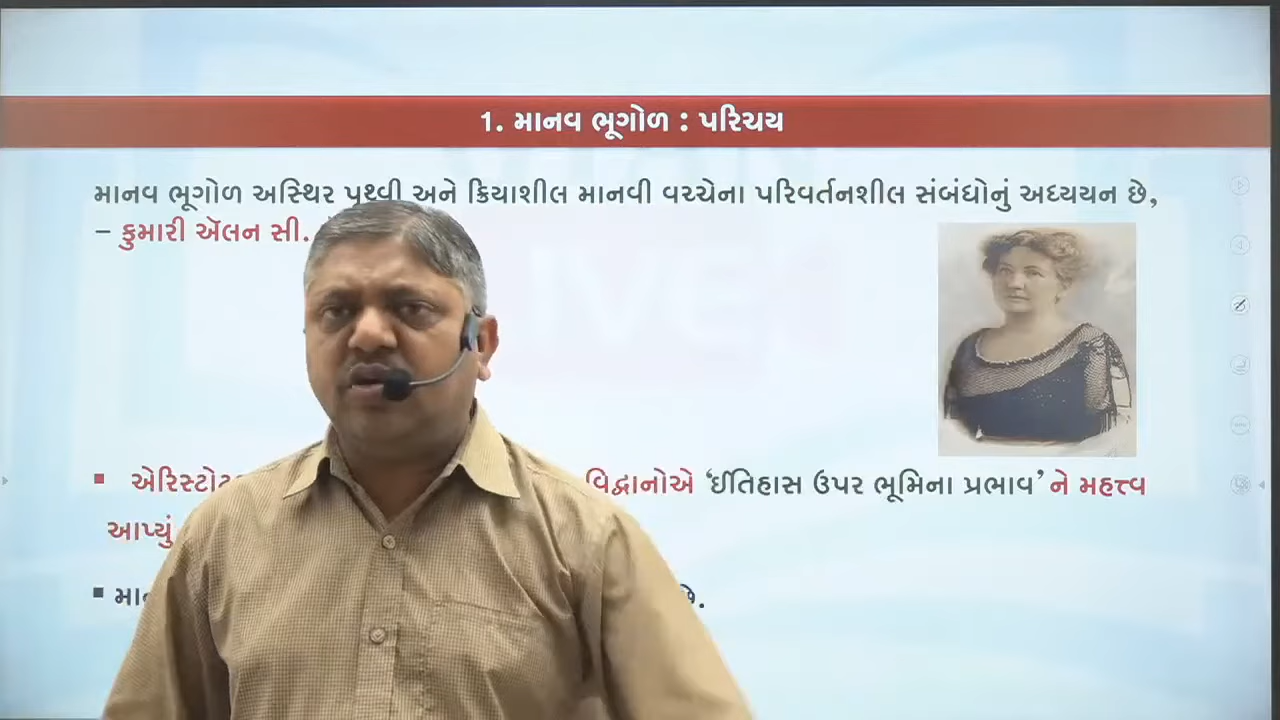 1. માનવ ભૂગોળ : પરિચય
માનવ ભૂગોળ અસ્થિર પૃથ્વી અને ક્રિયાશીલ માનવી વચ્ચેના પરિવર્તનશીલ સંબંધોનું અધ્યયન છે,
– કુમારી ઍલન સી.
વિદ્વાનોએ ‘ઈતિહાસ ઉપર ભૂમિના પ્રભાવ’ ને મહત્ત્વ
આપ્યું